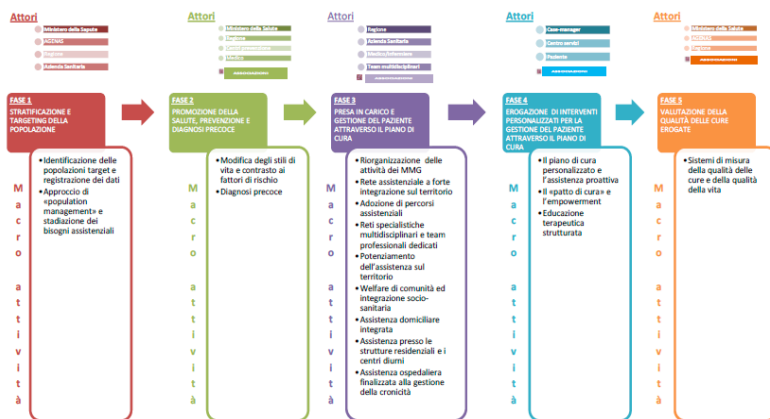 Attori
Ministero della Salute
AGENAS
Regione
Azienda Sanitaria
FASE 1
STRATIFICAZIONE E
TARGETING DELLA
POPOLAZIONE
Macro attività
•Identificazione delle
popolazioni target e
registrazione dei dati
•Approccio di
«population
management» e
stadiazione dei
bisogni assistenziali
Attori
Ministero della Salute
Regione
Centri prevenzione
Medico
FASE 2
PROMOZIONE DELLA
SALUTE, PREVENZIONE E
DIAGNOSI PRECOCE
Macro attività
•Modifica degli stili di
vita e contrasto ai
fattori di rischio
•Diagnosi precoce
Attori
Regione
Azienda Sanitaria
Team multidisciplinari
FASE 3
PRESA IN CARICO E
GESTIONE DEL PAZIENTE
ATTRAVERSO IL PIANO DI
CURA
Macro attività
•Riorganizzazione delle
attività dei MMG
•Rete assistenziale a forte
integrazione sul territorio
•Adozione di percorsi
assistenziali
•Reti specialistiche
multidisciplinari e team
professionali dedicati
•Potenziamento
dell'assistenza sul
territorio
•Welfare di comunità ed
integrazione socio-
sanitaria
•Assistenza domiciliare
integrata
•Assistenza presso le
strutture residenziali e i
centri diurni
•Assistenza ospedaliera
finalizzata alla gestione
della cronicità
Attori
Care-manager
Centro servizi
Paziente
FASE 4
EROGAZIONE DI INTERVENTI
PERSONALIZZATI PER LA
GESTIONE DEL PAZIENTE
ATTRAVERSO IL PIANO DI
CURA
Macro attività
•Il piano di cura
personalizzato e
l'assistenza proattiva
•Il «patto di cura» e
l'empowerment
•Educazione
terapeutica
strutturata
Attori
Ministero della Salute
AGENAS
Regione
FASE 5
VALUTAZIONE DELLA
QUALITÀ DELLE CURE
EROGATE
Macro attività
•Sistemi di misura
della qualità delle
cure e della qualità
della vita